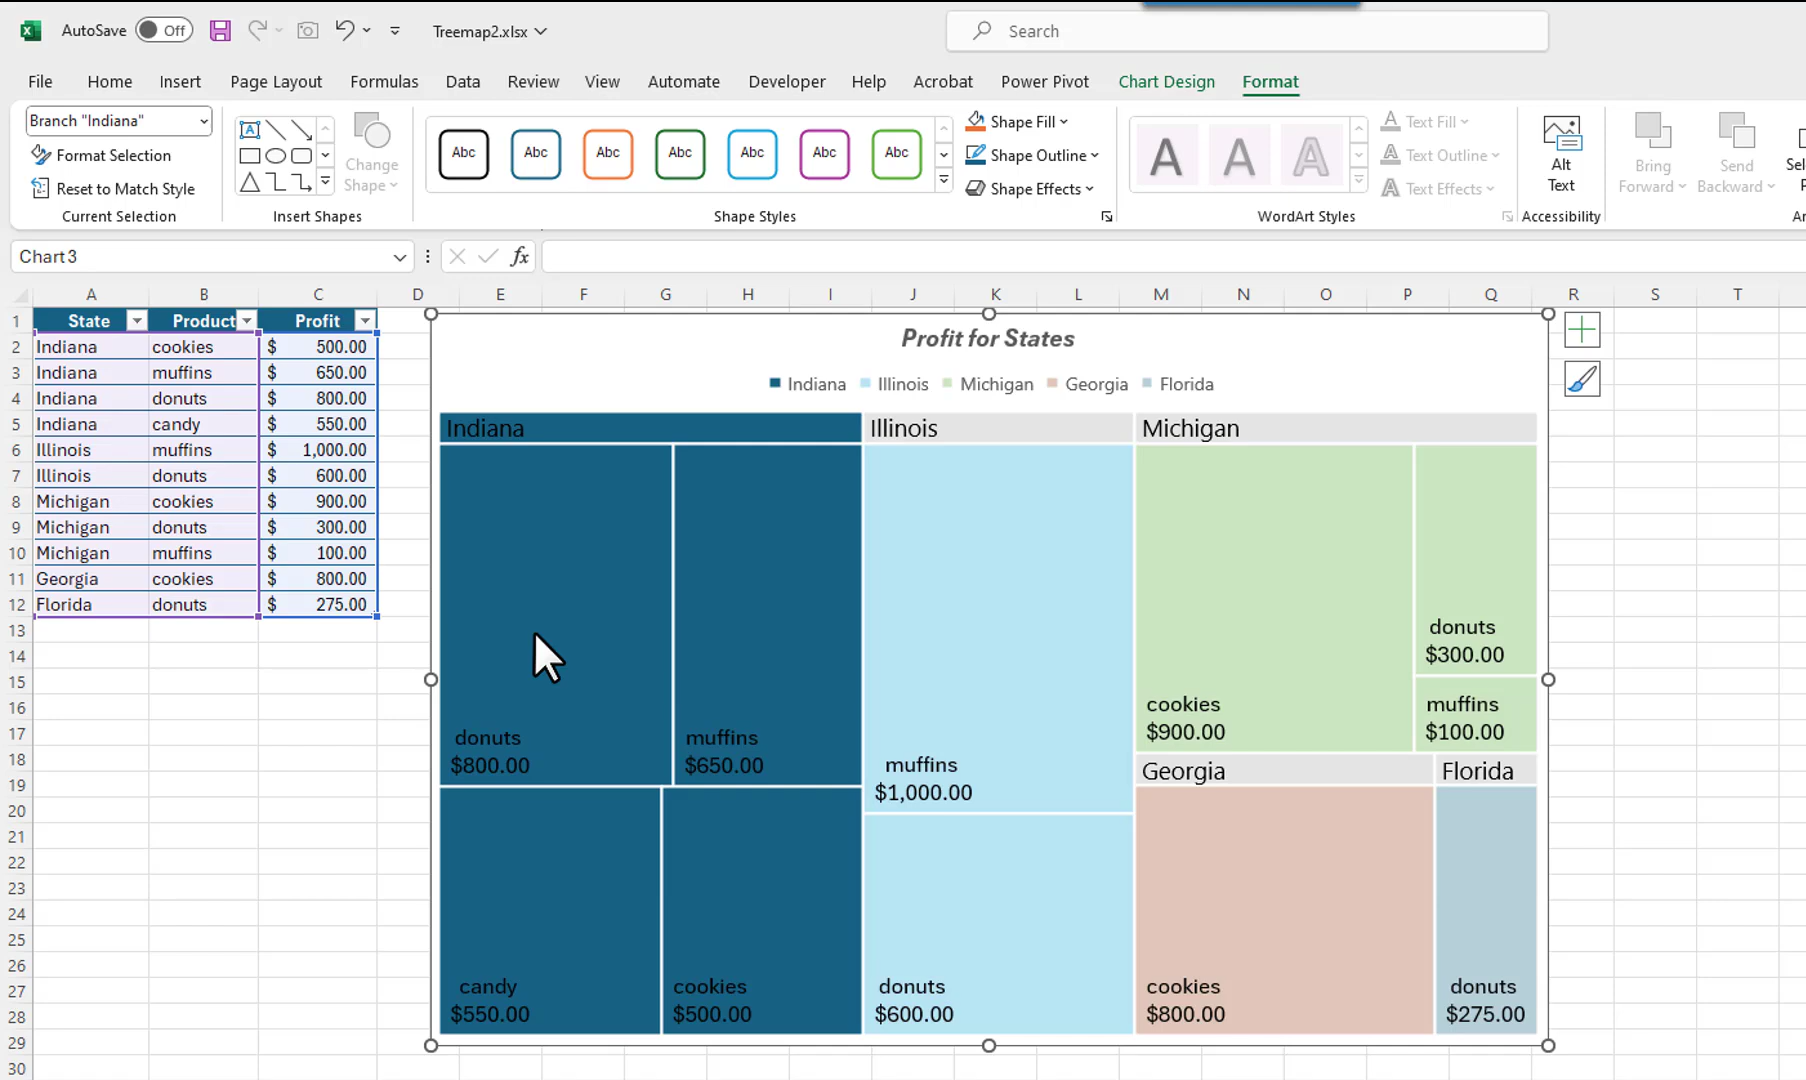 AutoSave Off Treemap2.xlsx Search
File Home Insert Page Layout Formulas Data Review View Automate Developer Help Acrobat Power Pivot Chart Design Format
Branch "Indiana"
Format Selection
Reset to Match Style
Current Selection
Change
Shape
Insert Shapes
Abc Abc Abc Abc Abc Abc Abc
Shape Styles
Shape Fill
Shape Outline
Shape Effects
A A A
WordArt Styles
Text Fill
Text Outline
Text Effects
Alt
Text
Accessibility
Bring
Forward
Send
Backward
Chart 3 fx
A B C D E F G H I J K L M N O P Q R S T
1 State Product Profit
2 Indiana cookies $ 500.00
3 Indiana muffins $ 650.00
4 Indiana donuts $ 800.00
5 Indiana candy $ 550.00
6 Illinois muffins $ 1,000.00
7 Illinois donuts $ 600.00
8 Michigan cookies $ 900.00
9 Michigan donuts $ 300.00
10 Michigan muffins $ 100.00
11 Georgia cookies $ 800.00
12 Florida donuts $ 275.00
13
14
15
16
17
18
19
20
21
22
23
24
25
26
27
28
29
30
Profit for States
Indiana Illinois Michigan Georgia Florida
Indiana
donuts
$800.00
muffins
$650.00
candy
$550.00
cookies
$500.00
Illinois
muffins
$1,000.00
donuts
$600.00
Michigan
cookies
$900.00
donuts
$300.00
muffins
$100.00
Georgia
cookies
$800.00
Florida
donuts
$275.00